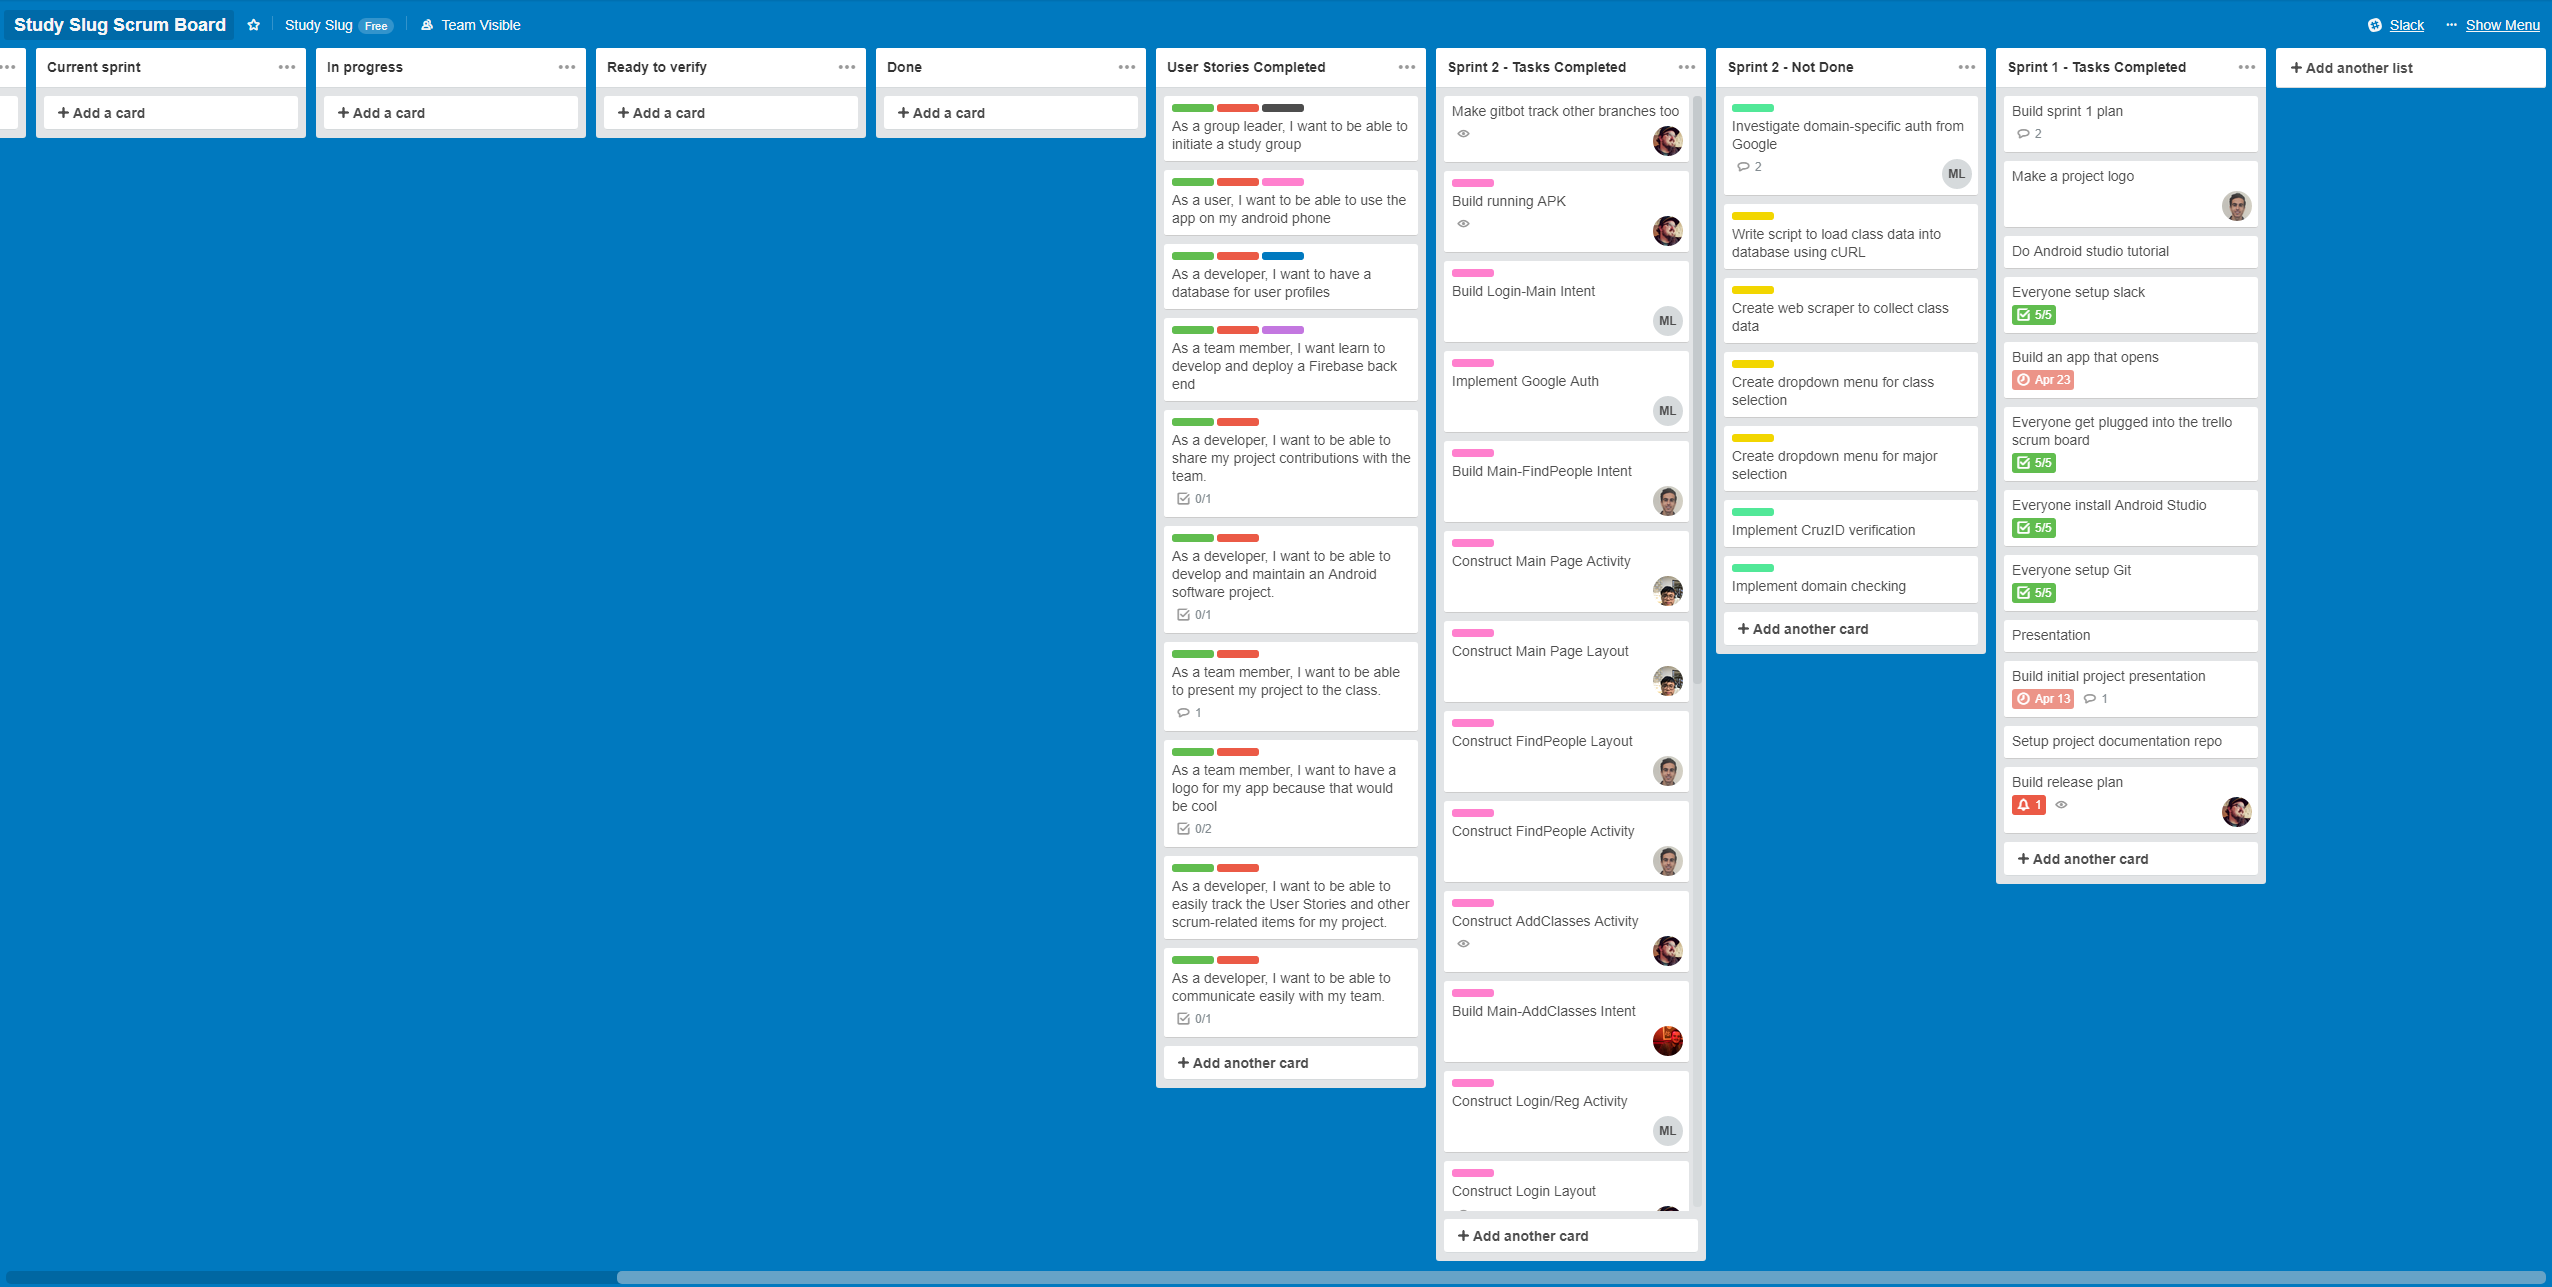 Study Slug Scrum Board
Study Slug Free
Team Visible
Slack
Show Menu
Current sprint
+ Add a card
In progress
+ Add a card
Ready to verify
+ Add a card
Done
+ Add a card
User Stories Completed
As a group leader, I want to be able to
initiate a study group
As a user, I want to be able to use the
app on my android phone
As a developer, I want to have a
database for user profiles
As a team member, I want learn to
develop and deploy a Firebase back
end
As a developer, I want to be able to
share my project contributions with the
team.
0/1
As a developer, I want to be able to
develop and maintain an Android
software project.
0/1
As a team member, I want to be able
to present my project to the class.
1
As a team member, I want to have a
logo for my app because that would
be cool
0/2
As a developer, I want to be able to
easily track the User Stories and other
scrum-related items for my project.
As a developer, I want to be able to
communicate easily with my team.
0/1
+ Add another card
Sprint 2 - Tasks Completed
Make gitbot track other branches too
Build running APK
Build Login-Main Intent
ML
Implement Google Auth
ML
Build Main-FindPeople Intent
Construct Main Page Activity
Construct Main Page Layout
Construct FindPeople Layout
Construct FindPeople Activity
Construct AddClasses Activity
Build Main-AddClasses Intent
Construct Login/Reg Activity
ML
Construct Login Layout
+ Add another card
Sprint 2 - Not Done
Investigate domain-specific auth from
Google
2
ML
Write script to load class data into
database using cURL
Create web scraper to collect class
data
Create dropdown menu for class
selection
Create dropdown menu for major
selection
Implement CruzID verification
Implement domain checking
+ Add another card
Sprint 1 - Tasks Completed
Build sprint 1 plan
2
Make a project logo
Do Android studio tutorial
Everyone setup slack
5/5
Build an app that opens
Apr 23
Everyone get plugged into the trello
scrum board
5/5
Everyone install Android Studio
5/5
Everyone setup Git
5/5
Presentation
Build initial project presentation
Apr 13 1
Setup project documentation repo
Build release plan
1
+ Add another card
+ Add another list